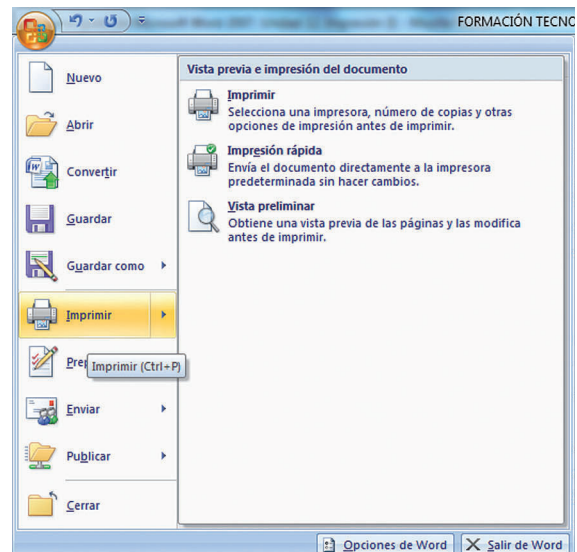 FORMACIÓN TECNO
Nuevo
Abrir
Convertir
Guardar
Guardar como
Imprimir
Prep
Imprimir (Ctrl+P)
Enviar
Publicar
Cerrar
Vista previa e impresión del documento
Imprimir
Selecciona una impresora, número de copias y otras
opciones de impresión antes de imprimir.
Impresión rápida
Envía el documento directamente a la impresora
predeterminada sin hacer cambios.
Vista preliminar
Obtiene una vista previa de las páginas y las modifica
antes de imprimir.
Opciones de Word
Salir de Word